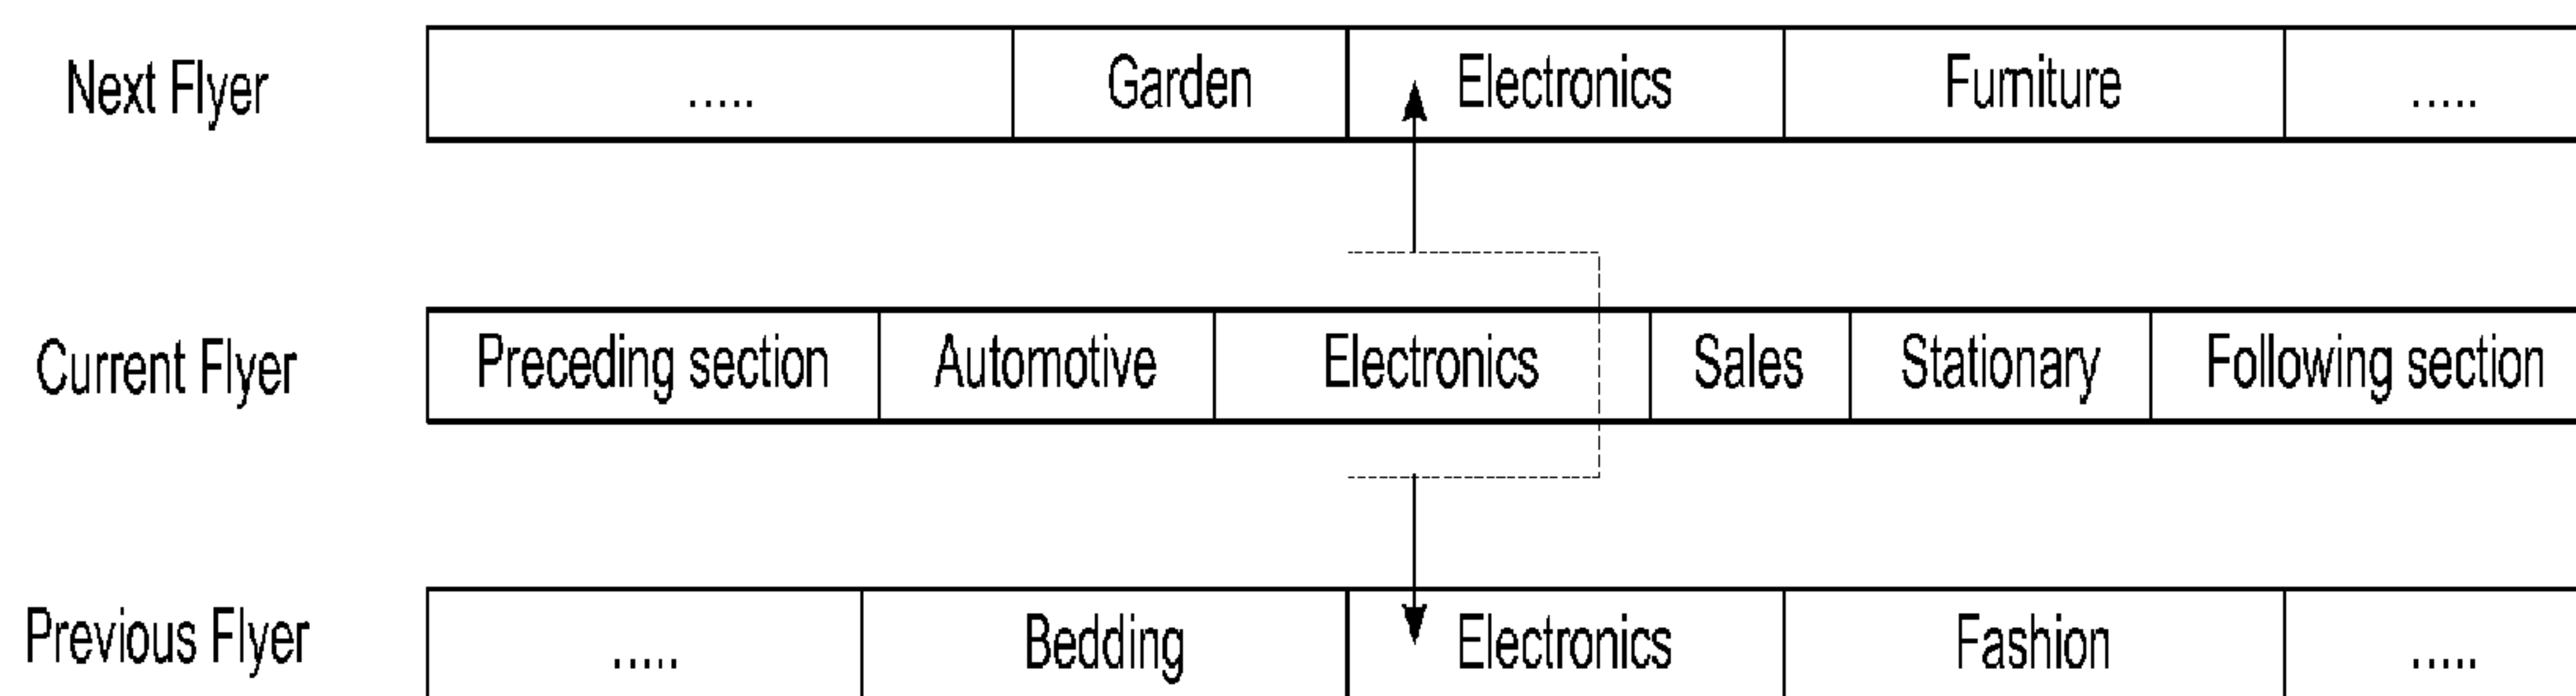 Next Flyer ..... Garden Electronics Furniture .....
Current Flyer Preceding section Automotive Electronics Sales Stationary Following section
Previous Flyer ..... Bedding Electronics Fashion .....